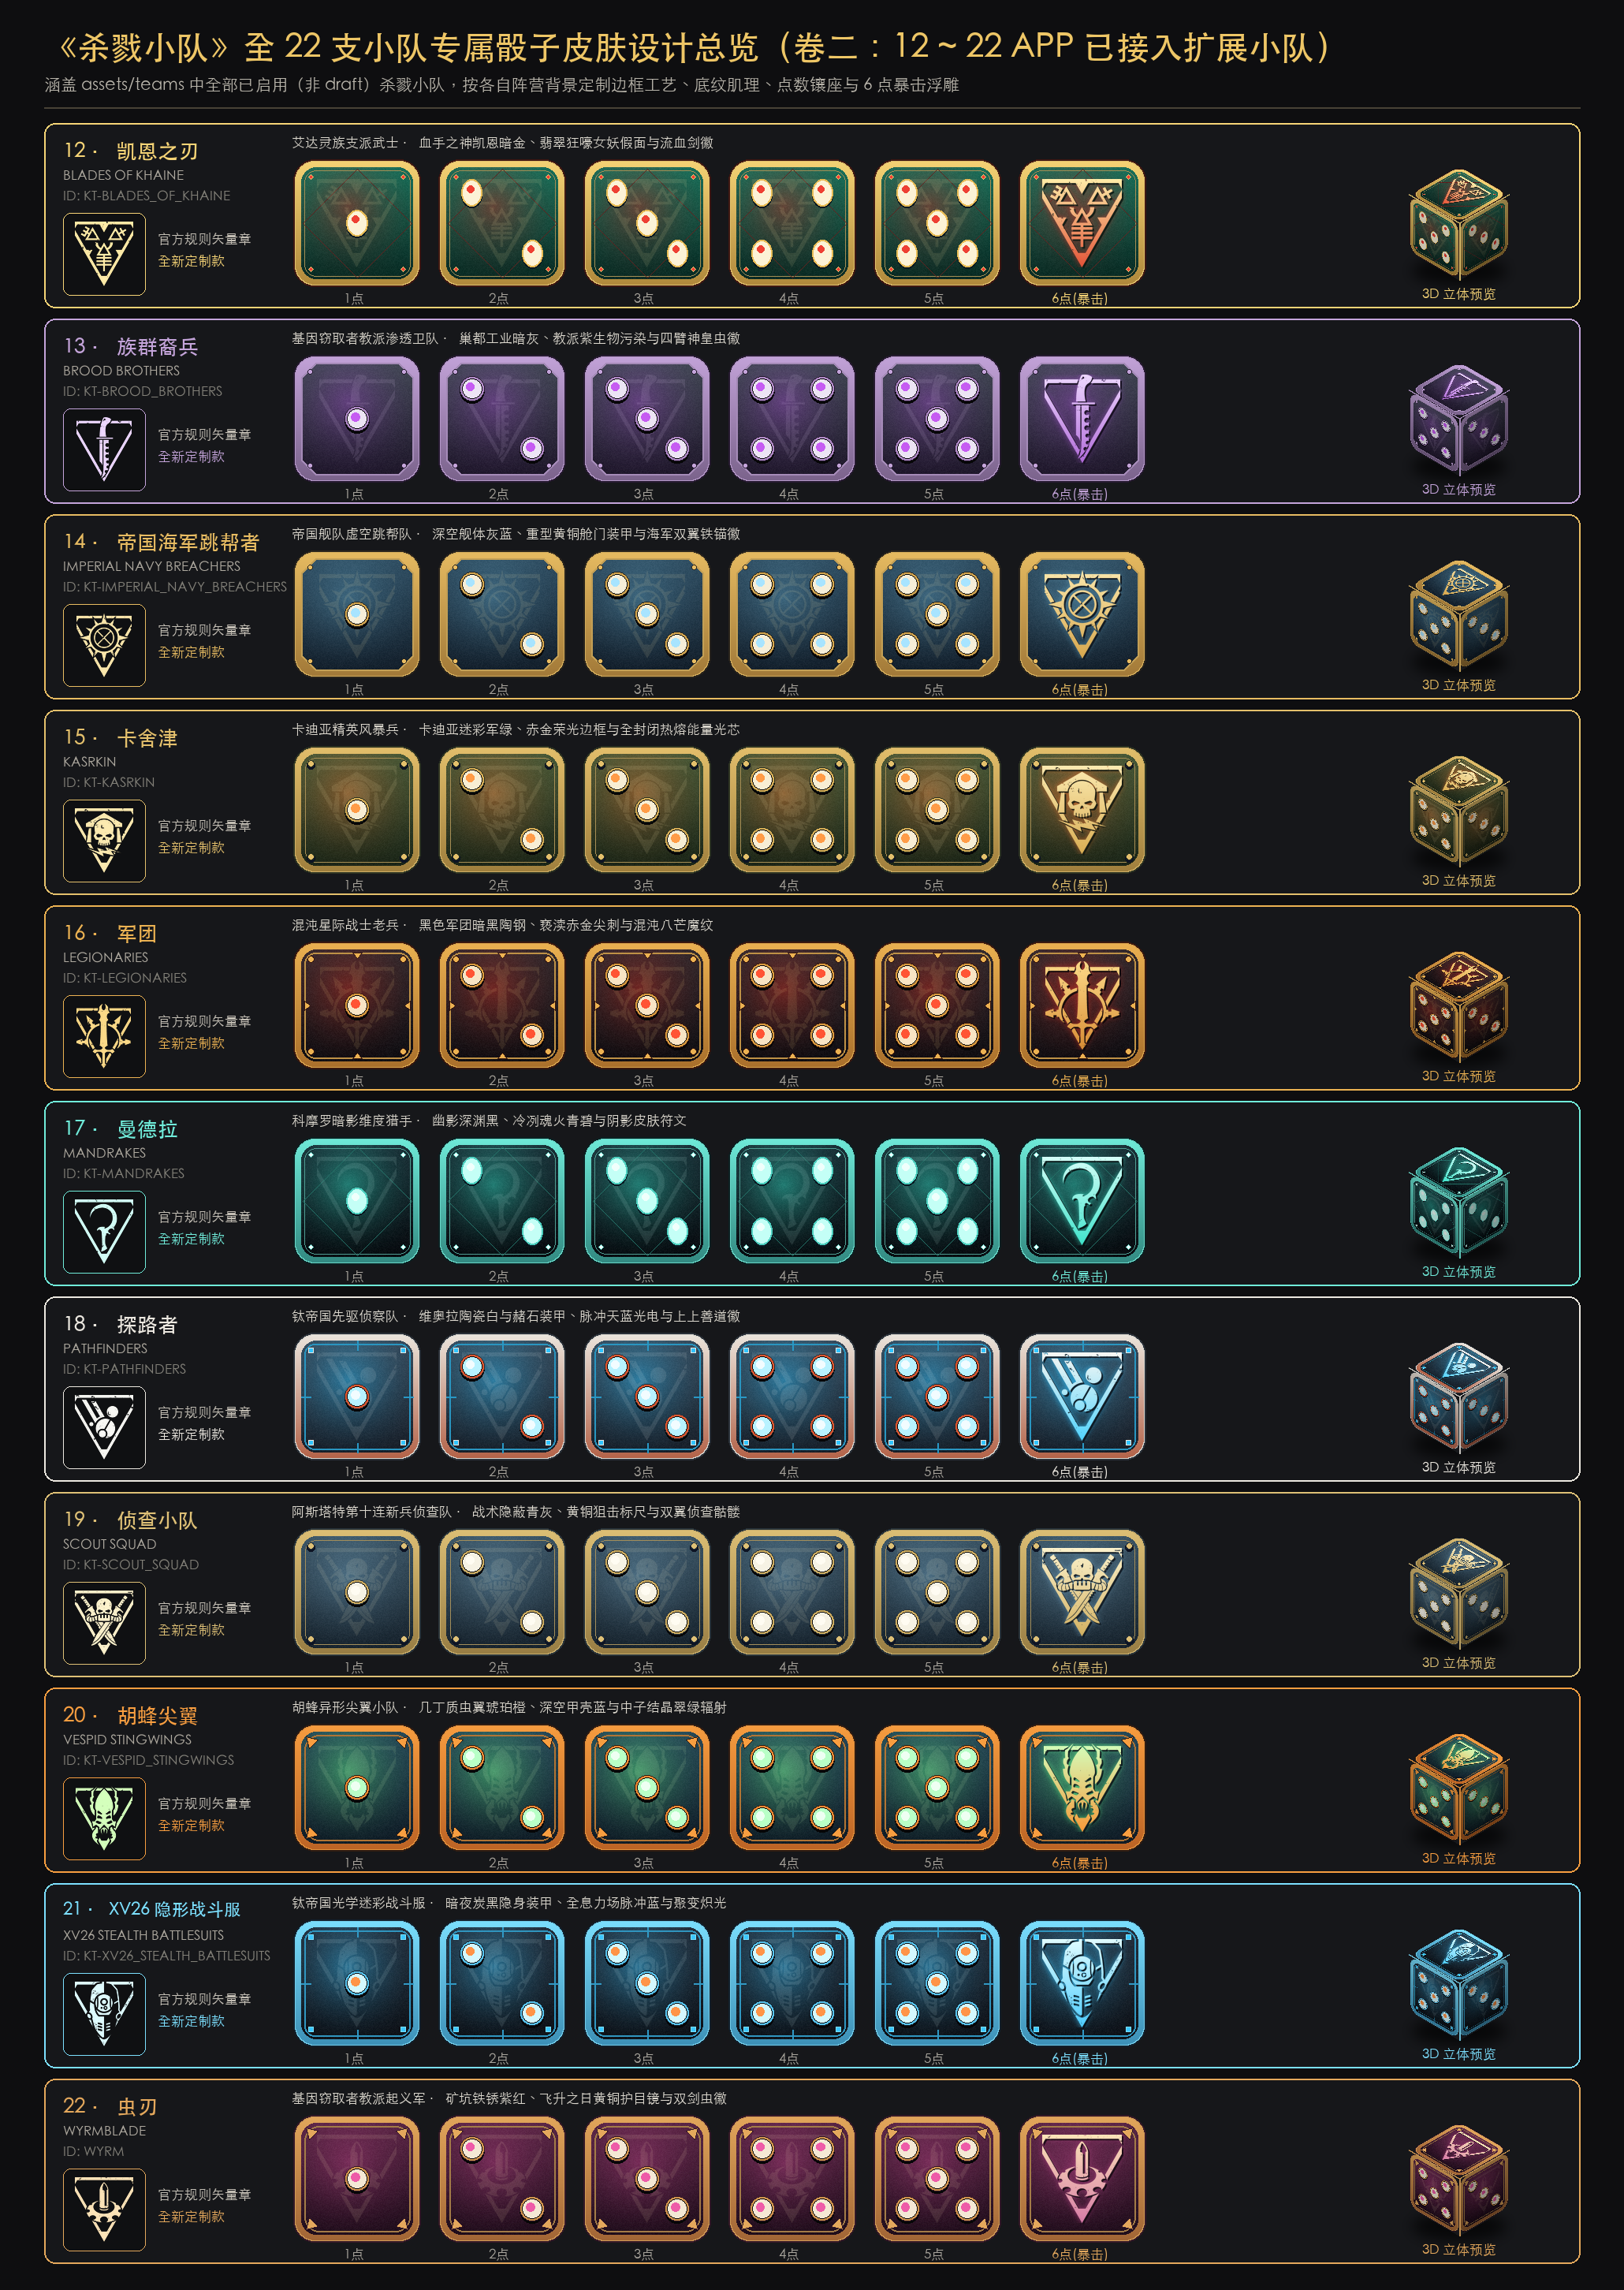 《杀戮小队》全 22 支小队专属骰子皮肤设计总览（卷二：12 ~ 22 APP 已接入扩展小队）
涵盖 assets/teams 中全部已启用（非 draft）杀戮小队，按各自阵营背景定制边框工艺、底纹肌理、点数镶座与 6 点暴击浮雕
12 · 凯恩之刃
BLADES OF KHAINE
ID: KT-BLADES_OF_KHAINE
官方规则矢量章
全新定制款
艾达灵族支派武士 · 血手之神凯恩暗金、翡翠狂嚎女妖假面与流血剑徽
1点 2点 3点 4点 5点 6点(暴击)
3D 立体预览
13 · 族群裔兵
BROOD BROTHERS
ID: KT-BROOD_BROTHERS
官方规则矢量章
全新定制款
基因窃取者教派渗透卫队 · 巢都工业暗灰、教派紫生物污染与四臂神皇虫徽
1点 2点 3点 4点 5点 6点(暴击)
3D 立体预览
14 · 帝国海军跳帮者
IMPERIAL NAVY BREACHERS
ID: KT-IMPERIAL_NAVY_BREACHERS
官方规则矢量章
全新定制款
帝国舰队虚空跳帮队 · 深空舰体灰蓝、重型黄铜舱门装甲与海军双翼铁锚徽
1点 2点 3点 4点 5点 6点(暴击)
3D 立体预览
15 · 卡舍津
KASRKIN
ID: KT-KASRKIN
官方规则矢量章
全新定制款
卡迪亚精英风暴兵 · 卡迪亚迷彩军绿、赤金荣光边框与全封闭热熔能量光芯
1点 2点 3点 4点 5点 6点(暴击)
3D 立体预览
16 · 军团
LEGIONARIES
ID: KT-LEGIONARIES
官方规则矢量章
全新定制款
混沌星际战士老兵 · 黑色军团暗黑陶钢、亵渎赤金尖刺与混沌八芒魔纹
1点 2点 3点 4点 5点 6点(暴击)
3D 立体预览
17 · 曼德拉
MANDRAKES
ID: KT-MANDRAKES
官方规则矢量章
全新定制款
科摩罗暗影维度猎手 · 幽影深渊黑、冷冽魂火青碧与阴影皮肤符文
1点 2点 3点 4点 5点 6点(暴击)
3D 立体预览
18 · 探路者
PATHFINDERS
ID: KT-PATHFINDERS
官方规则矢量章
全新定制款
钛帝国先驱侦察队 · 维奥拉陶瓷白与赭石装甲、脉冲天蓝光电与上上善道徽
1点 2点 3点 4点 5点 6点(暴击)
3D 立体预览
19 · 侦查小队
SCOUT SQUAD
ID: KT-SCOUT_SQUAD
官方规则矢量章
全新定制款
阿斯塔特第十连新兵侦查队 · 战术隐蔽青灰、黄铜狙击标尺与双翼侦查骷髅
1点 2点 3点 4点 5点 6点(暴击)
3D 立体预览
20 · 胡蜂尖翼
VESPID STINGWINGS
ID: KT-VESPID_STINGWINGS
官方规则矢量章
全新定制款
胡蜂异形尖翼小队 · 几丁质虫翼琥珀橙、深空甲壳蓝与中子结晶翠绿辐射
1点 2点 3点 4点 5点 6点(暴击)
3D 立体预览
21 · XV26 隐形战斗服
XV26 STEALTH BATTLESUITS
ID: KT-XV26_STEALTH_BATTLESUITS
官方规则矢量章
全新定制款
钛帝国光学迷彩战斗服 · 暗夜炭黑隐身装甲、全息力场脉冲蓝与聚变炽光
1点 2点 3点 4点 5点 6点(暴击)
3D 立体预览
22 · 虫刃
WYRMBLADE
ID: WYRM
官方规则矢量章
全新定制款
基因窃取者教派起义军 · 矿坑铁锈紫红、飞升之日黄铜护目镜与双剑虫徽
1点 2点 3点 4点 5点 6点(暴击)
3D 立体预览